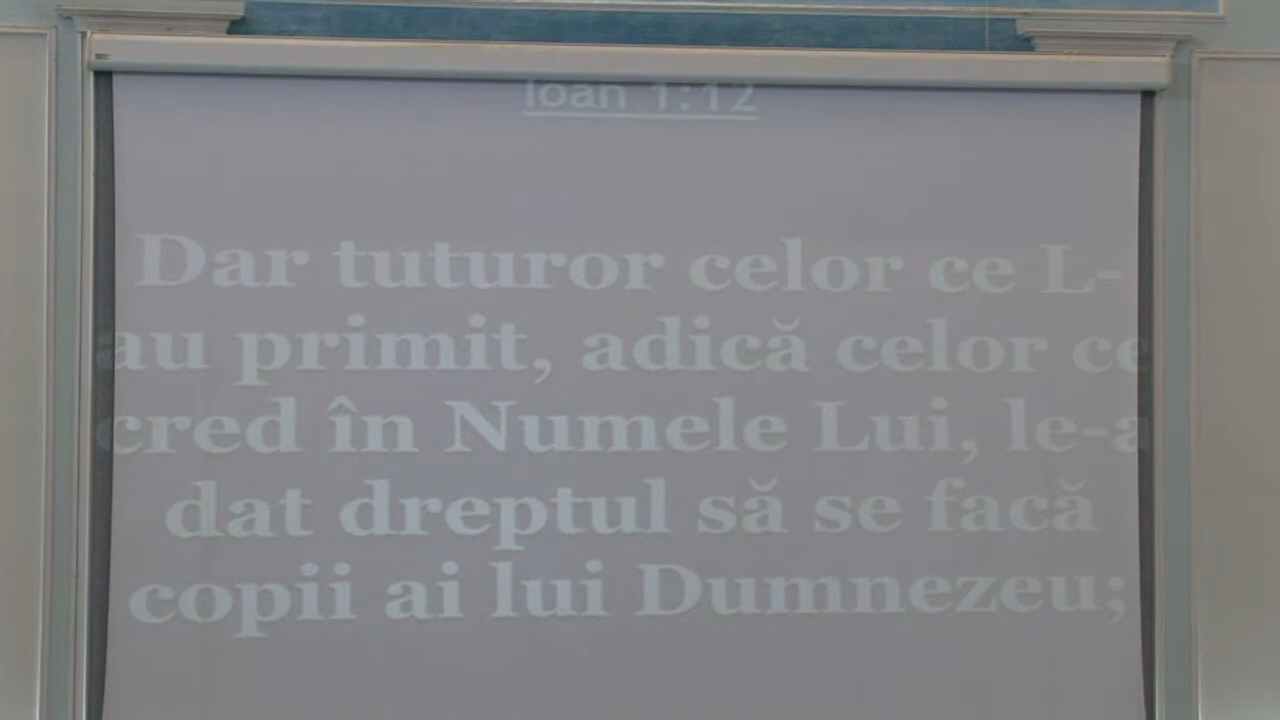 Ioan 1:12
Dar tuturor celor ce L-
au primit, adică celor ce
cred în Numele Lui, le-a
dat dreptul să se facă
copii ai lui Dumnezeu;